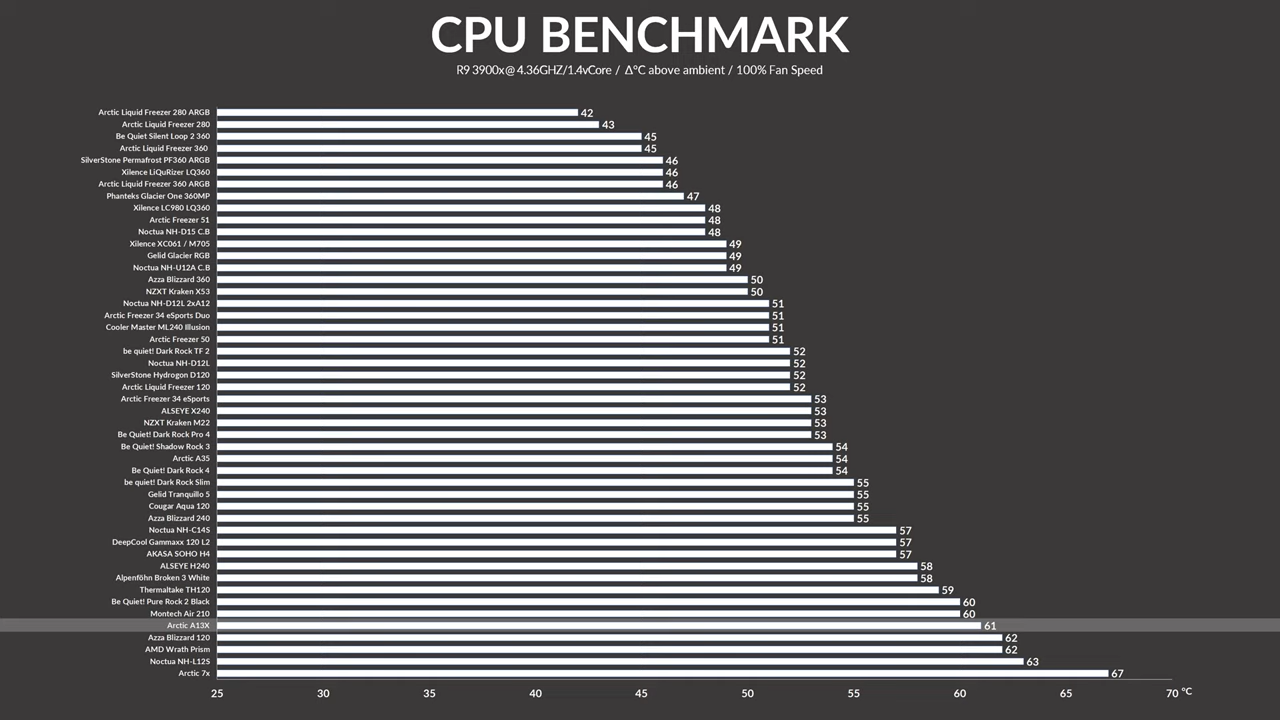 CPU BENCHMARK
R9 3900x@4.36GHZ/1.4vCore / Δ°C above ambient / 100% Fan Speed
Arctic Liquid Freezer 280 ARGB 42
Arctic Liquid Freezer 280 43
Be Quiet Silent Loop 2 360 45
Arctic Liquid Freezer 360 45
SilverStone Permafrost PF360 ARGB 46
Xilence LiQuRizer LQ360 46
Arctic Liquid Freezer 360 ARGB 46
Phanteks Glacier One 360MP 47
Xilence LC980 LQ360 48
Arctic Freezer 51 48
Noctua NH-D15 C.B 48
Xilence XC061 / M705 49
Gelid Glacier RGB 49
Noctua NH-U12A C.B 49
Azza Blizzard 360 50
NZXT Kraken X53 50
Noctua NH-D12L 2xA12 51
Arctic Freezer 34 eSports Duo 51
Cooler Master ML240 Illusion 51
Arctic Freezer 50 51
be quiet! Dark Rock TF 2 52
Noctua NH-D12L 52
SilverStone Hydrogon D120 52
Arctic Liquid Freezer 120 52
Arctic Freezer 34 eSports 53
ALSEYE X240 53
NZXT Kraken M22 53
Be Quiet! Dark Rock Pro 4 53
Be Quiet! Shadow Rock 3 54
Arctic A35 54
Be Quiet! Dark Rock 4 54
be quiet! Dark Rock Slim 55
Gelid Tranquillo 5 55
Cougar Aqua 120 55
Azza Blizzard 240 55
Noctua NH-C14S 57
DeepCool Gammaxx 120 L2 57
AKASA SOHO H4 57
ALSEYE H240 58
Alpenföhn Broken 3 White 58
Thermaltake TH120 59
Be Quiet! Pure Rock 2 Black 60
Montech Air 210 60
Arctic A13X 61
Azza Blizzard 120 62
AMD Wrath Prism 62
Noctua NH-L12S 63
Arctic 7x 67
25 30 35 40 45 50 55 60 65 70 °C